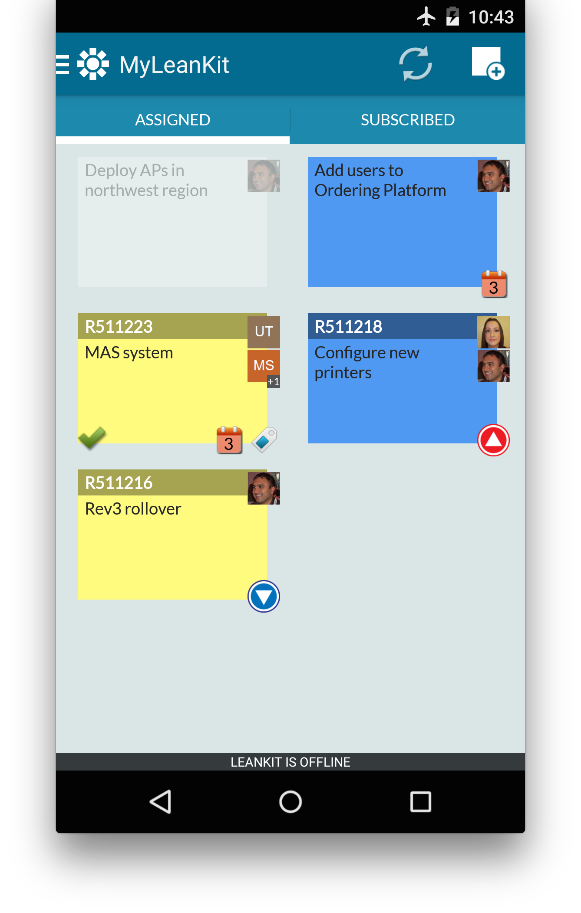 10:43
MyLeanKit
ASSIGNED
SUBSCRIBED
Deploy APs in
northwest region
Add users to
Ordering Platform
3
R511223
UT
MAS system
MS
+1
3
R511218
Configure new
printers
R511216
Rev3 rollover
LEANKIT IS OFFLINE